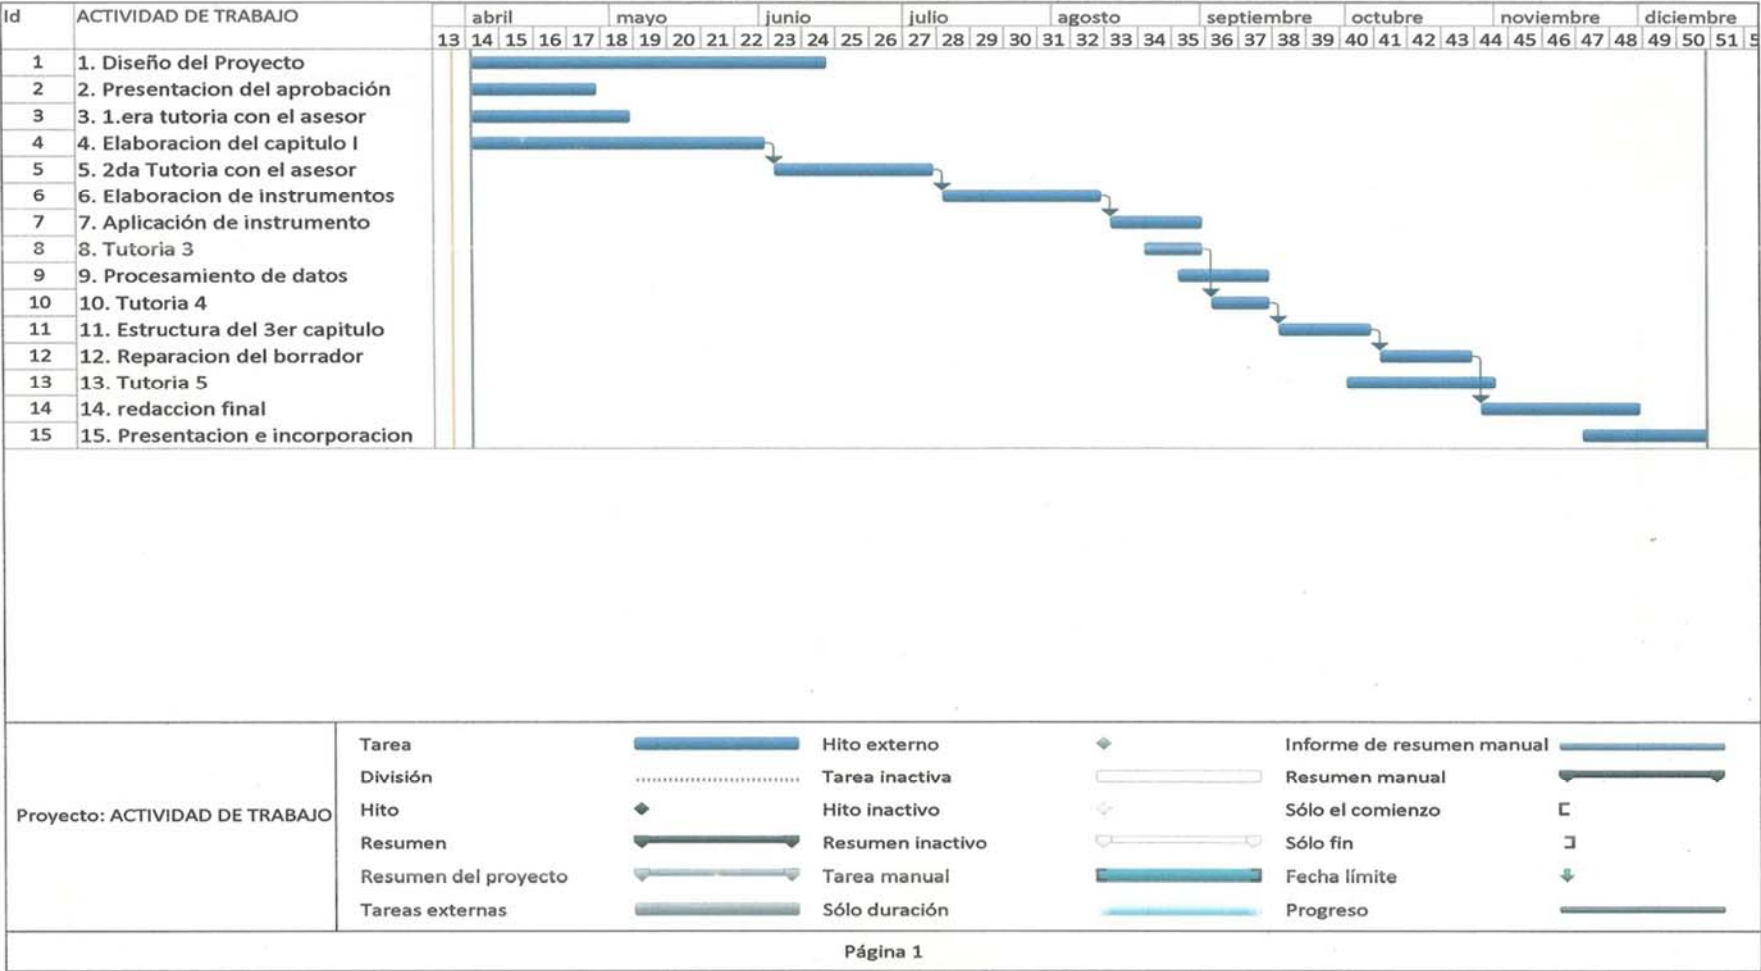 Id ACTIVIDAD DE TRABAJO abril mayo junio julio agosto septiembre octubre noviembre diciembre
13 14 15 16 17 18 19 20 21 22 23 24 25 26 27 28 29 30 31 32 33 34 35 36 37 38 39 40 41 42 43 44 45 46 47 48 49 50 51
1 1. Diseño del Proyecto
2 2. Presentacion del aprobación
3 3. 1.era tutoria con el asesor
4 4. Elaboracion del capitulo I
5 5. 2da Tutoria con el asesor
6 6. Elaboracion de instrumentos
7 7. Aplicación de instrumento
8 8. Tutoria 3
9 9. Procesamiento de datos
10 10. Tutoria 4
11 11. Estructura del 3er capitulo
12 12. Reparacion del borrador
13 13. Tutoria 5
14 14. redaccion final
15 15. Presentacion e incorporacion
Proyecto: ACTIVIDAD DE TRABAJO
Tarea Hito externo Informe de resumen manual
División Tarea inactiva Resumen manual
Hito Hito inactivo Sólo el comienzo
Resumen Resumen inactivo Sólo fin
Resumen del proyecto Tarea manual Fecha límite
Tareas externas Sólo duración Progreso
Página 1